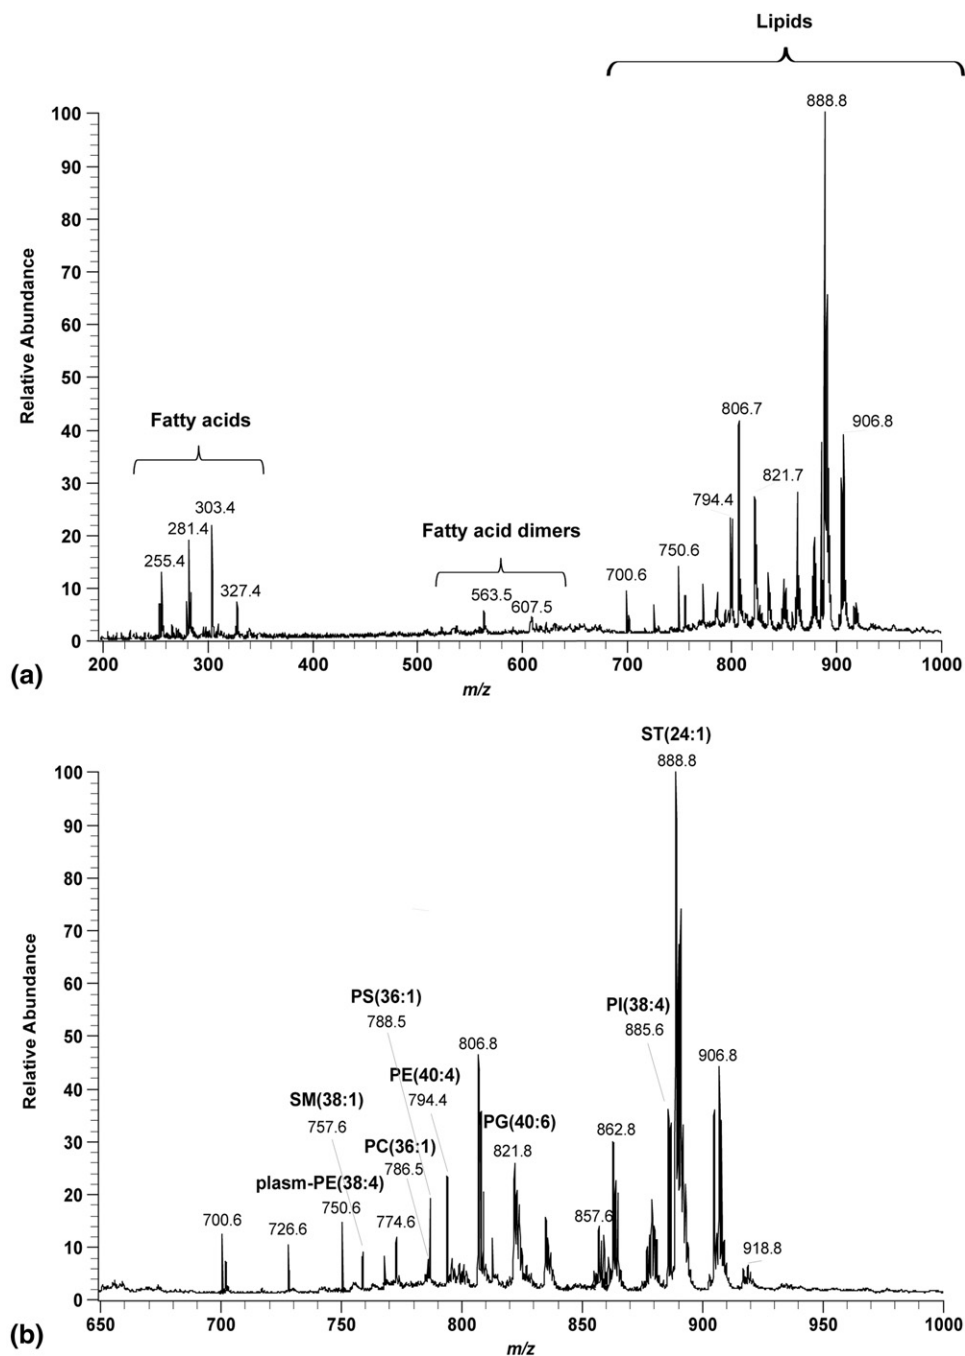 Lipids
888.8
100
90
80
70
60
50
40
30
20
10
0
Relative Abundance
Fatty acids
303.4
281.4
255.4
327.4
Fatty acid dimers
563.5
607.5
700.6
750.6
794.4
806.7
821.7
906.8
200 300 400 500 600 700 800 900 1000
m/z
(a)
ST(24:1)
888.8
100
90
80
70
60
50
40
30
20
10
0
Relative Abundance
PS(36:1)
788.5
PI(38:4)
885.6
806.8
906.8
PE(40:4)
794.4
SM(38:1)
757.6
PC(36:1)
786.5
PG(40:6)
821.8
862.8
plasm-PE(38:4)
750.6
700.6
726.6
774.6
857.6
918.8
650 700 750 800 850 900 950 1000
m/z
(b)